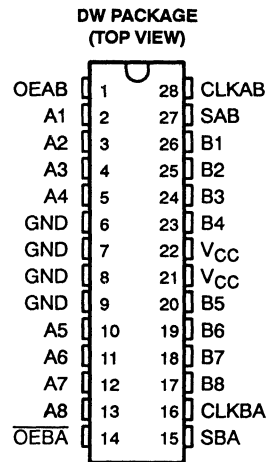 DW PACKAGE
(TOP VIEW)
OEAB 1 28 CLKAB
A1 2 27 SAB
A2 3 26 B1
A3 4 25 B2
A4 5 24 B3
GND 6 23 B4
GND 7 22 VCC
GND 8 21 VCC
GND 9 20 B5
A5 10 19 B6
A6 11 18 B7
A7 12 17 B8
A8 13 16 CLKBA
O̅E̅B̅A̅ 14 15 SBA